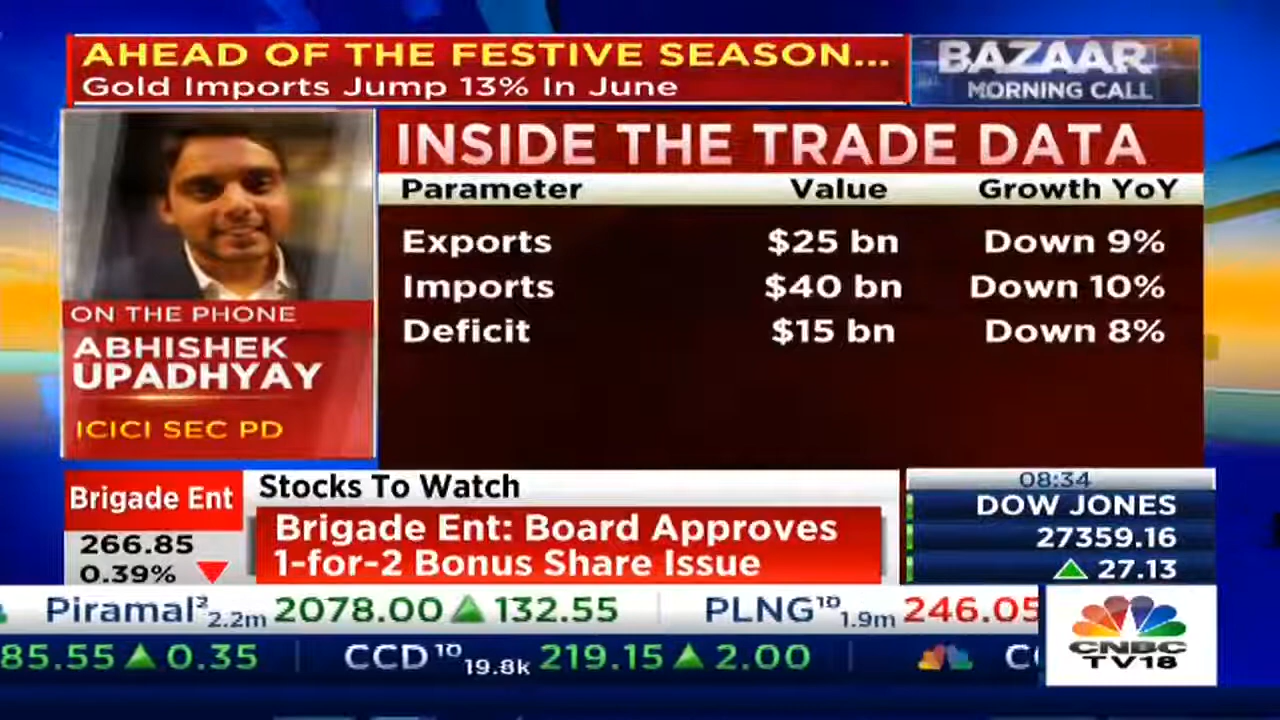 AHEAD OF THE FESTIVE SEASON...
Gold Imports Jump 13% In June
BAZAAR
MORNING CALL
INSIDE THE TRADE DATA
Parameter Value Growth YoY
Exports $25 bn Down 9%
Imports $40 bn Down 10%
Deficit $15 bn Down 8%
ON THE PHONE
ABHISHEK
UPADHYAY
ICICI SEC PD
Brigade Ent
266.85
0.39%
Stocks To Watch
Brigade Ent: Board Approves
1-for-2 Bonus Share Issue
08:34
DOW JONES
27359.16
27.13
Piramal² 2.2m 2078.00 132.55 PLNG¹⁰ 1.9m 246.05
85.55 0.35 CCD¹⁰ 19.8k 219.15 2.00
CNBC
TV18